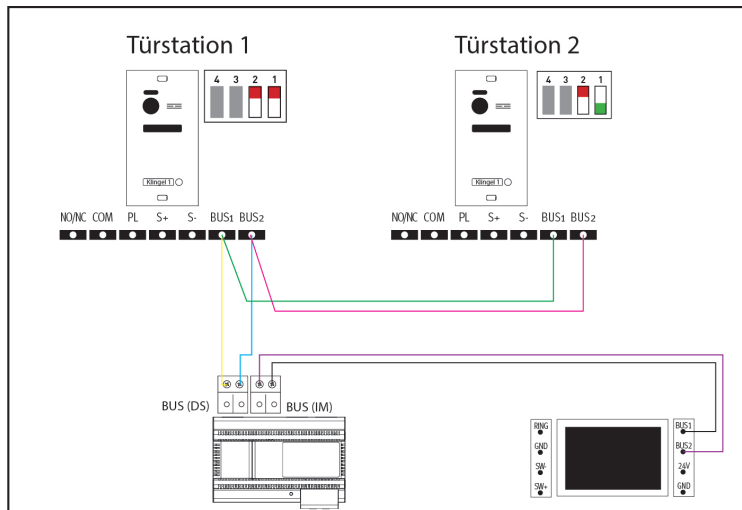 Türstation 1
Türstation 2
4 3 2 1
4 3 2 1
Klingel 1
Klingel 1
NO/NC COM PL S+ S- BUS1 BUS2
NO/NC COM PL S+ S- BUS1 BUS2
BUS (DS)
BUS (IM)
RING
GND
SW-
SW+
BUS1
BUS2
24V
GND